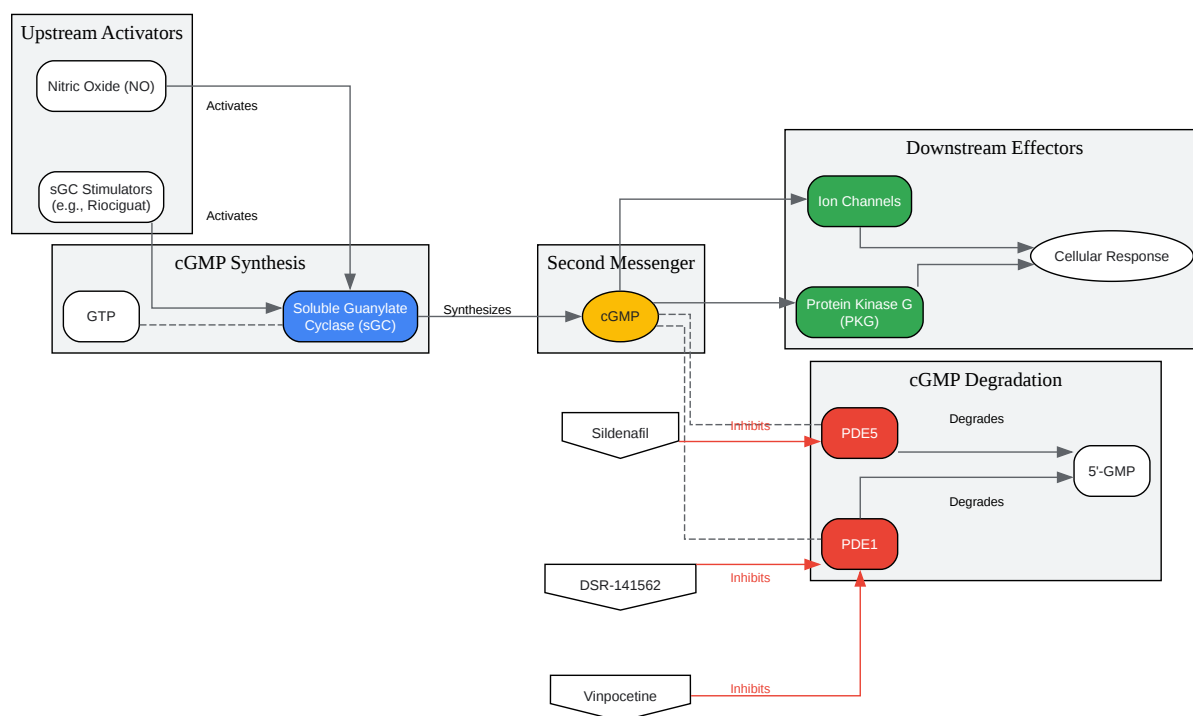 Upstream Activators
Nitric Oxide (NO)
Activates
sGC Stimulators
(e.g., Riociguat)
Activates
cGMP Synthesis
GTP
Soluble Guanylate
Cyclase (sGC)
Synthesizes
Second Messenger
cGMP
Downstream Effectors
Ion Channels
Cellular Response
Protein Kinase G
(PKG)
cGMP Degradation
Sildenafil
Inhibits
PDE5
Degrades
5'-GMP
Degrades
PDE1
DSR-141562
Inhibits
Vinpocetine
Inhibits